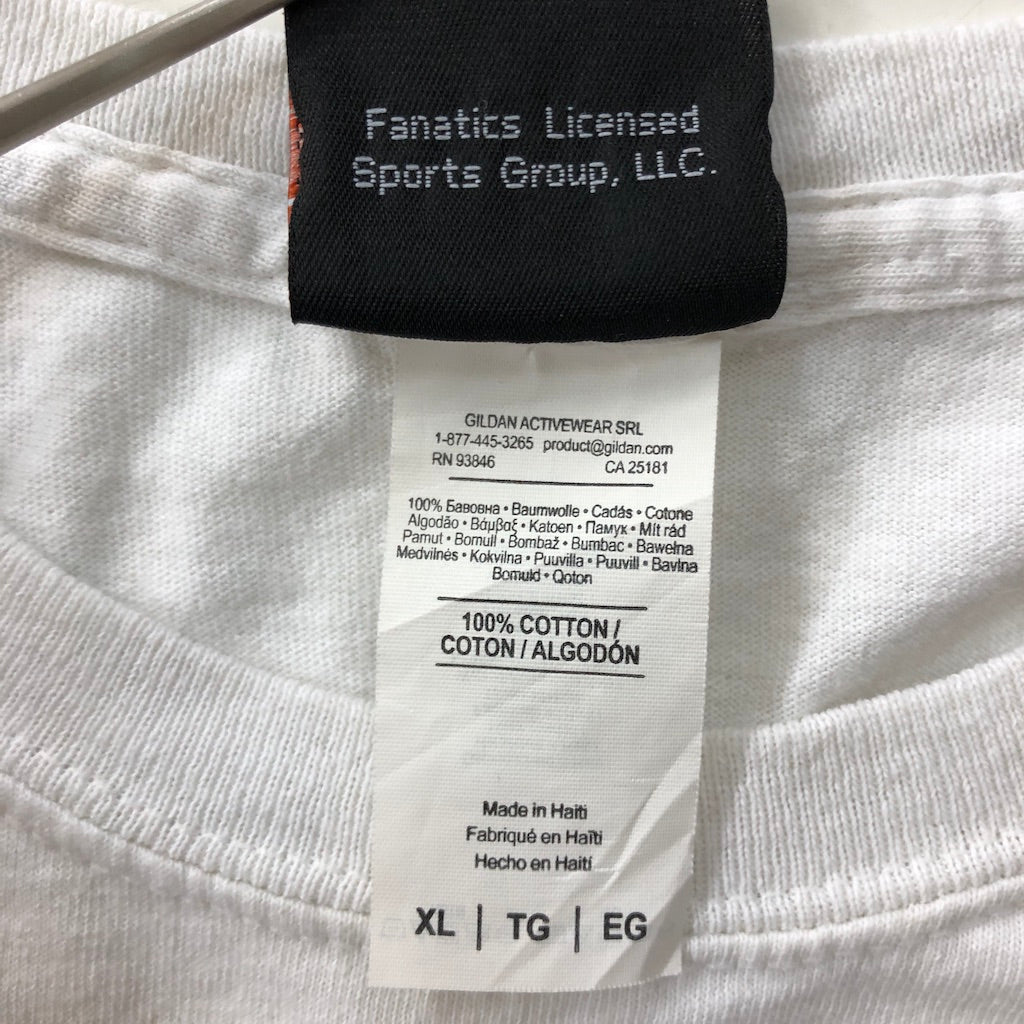 Fanatics Licensed
Sports Group, LLC.
GILDAN ACTIVEWEAR SRL
1-877-445-3265 product@gildan.com
RN 93846 CA 25181
100% Бавовна • Baumwolle • Cadás • Cotone
Algodão • Βάμβαξ • Katoen • Памук • Mít rád
Pamut • Bomull • Bombaž • Bumbac • Bawełna
Medvilnės • Kokvilna • Puuvilla • Puuvill • Bavlna
Bomuld • Qoton
100% COTTON /
COTON / ALGODÓN
Made in Haiti
Fabriqué en Haïti
Hecho en Haití
XL | TG | EG